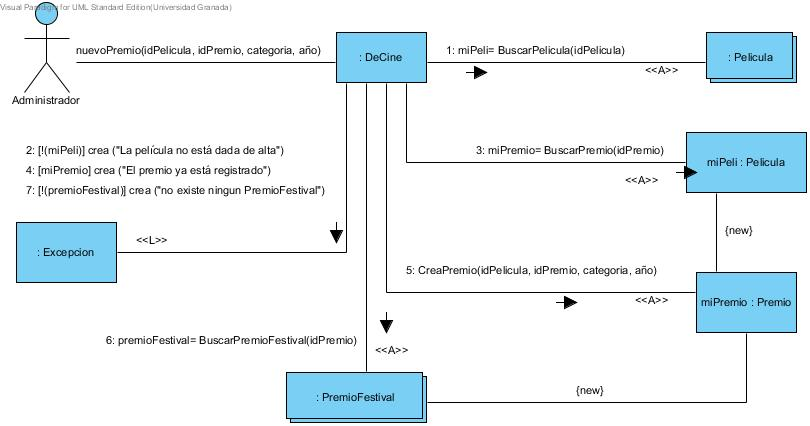 Visual Paradigm for UML Standard Edition(Universidad Granada)
nuevoPremio(idPelicula, idPremio, categoria, año)
: DeCine
1: miPeli= BuscarPelicula(idPelicula)
: Pelicula
<<A>>
Administrador
2: [!(miPeli)] crea ("La película no está dada de alta")
3: miPremio= BuscarPremio(idPremio)
miPeli : Pelicula
4: [miPremio] crea ("El premio ya está registrado")
<<A>>
7: [!(premioFestival)] crea ("no existe ningun PremioFestival")
{new}
<<L>>
: Excepcion
5: CreaPremio(idPelicula, idPremio, categoria, año)
<<A>>
miPremio : Premio
6: premioFestival= BuscarPremioFestival(idPremio)
<<A>>
{new}
: PremioFestival